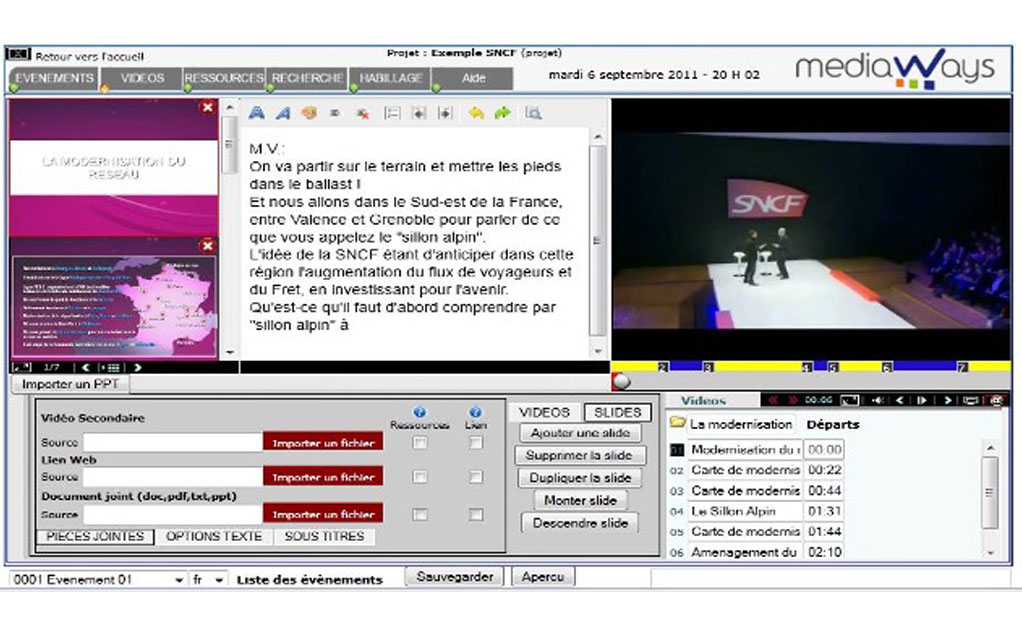 Retour vers l'accueil
Projet : Exemple SNCF (projet)
EVENEMENTS VIDEOS RESSOURCES RECHERCHE HABILLAGE Aide
mardi 6 septembre 2011 - 20 H 02
mediaways
LA MODERNISATION DU
RESEAU
M.V.:
On va partir sur le terrain et mettre les pieds
dans le ballast !
Et nous allons dans le Sud-est de la France,
entre Valence et Grenoble pour parler de ce
que vous appelez le "sillon alpin".
L'idée de la SNCF étant d'anticiper dans cette
région l'augmentation du flux de voyageurs et
du Fret, en investissant pour l'avenir.
Qu'est-ce qu'il faut d'abord comprendre par
"sillon alpin" à
SNCF
1/7
2 3 4 5 6 7
Importer un PPT
Vidéo Secondaire
Ressources Lien
Source Importer un fichier
Lien Web
Source Importer un fichier
Document joint (doc,pdf,txt,ppt)
Source Importer un fichier
PIECES JOINTES OPTIONS TEXTE SOUS TITRES
VIDEOS SLIDES
Ajouter une slide
Supprimer la slide
Dupliquer la slide
Monter slide
Descendre slide
Videos 00:06
La modernisation Départs
01 Modernisation du r 00:00
02 Carte de modernis 00:22
03 Carte de modernis 00:44
04 Le Sillon Alpin 01:31
05 Carte de modernis 01:44
06 Amenagement du 02:10
0001 Evenement 01 fr Liste des évènements Sauvegarder Apercu